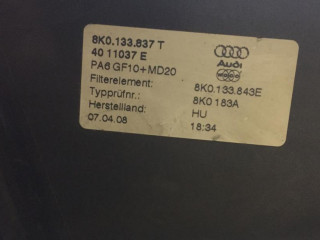 8K0.133.837 T
40 11037 E
PA6 GF10+MD20
Audi
Filterelement: 8K0.133.843E
Typprüfnr.: 8K0 183A
Herstellland: HU
07.04.08 18:34